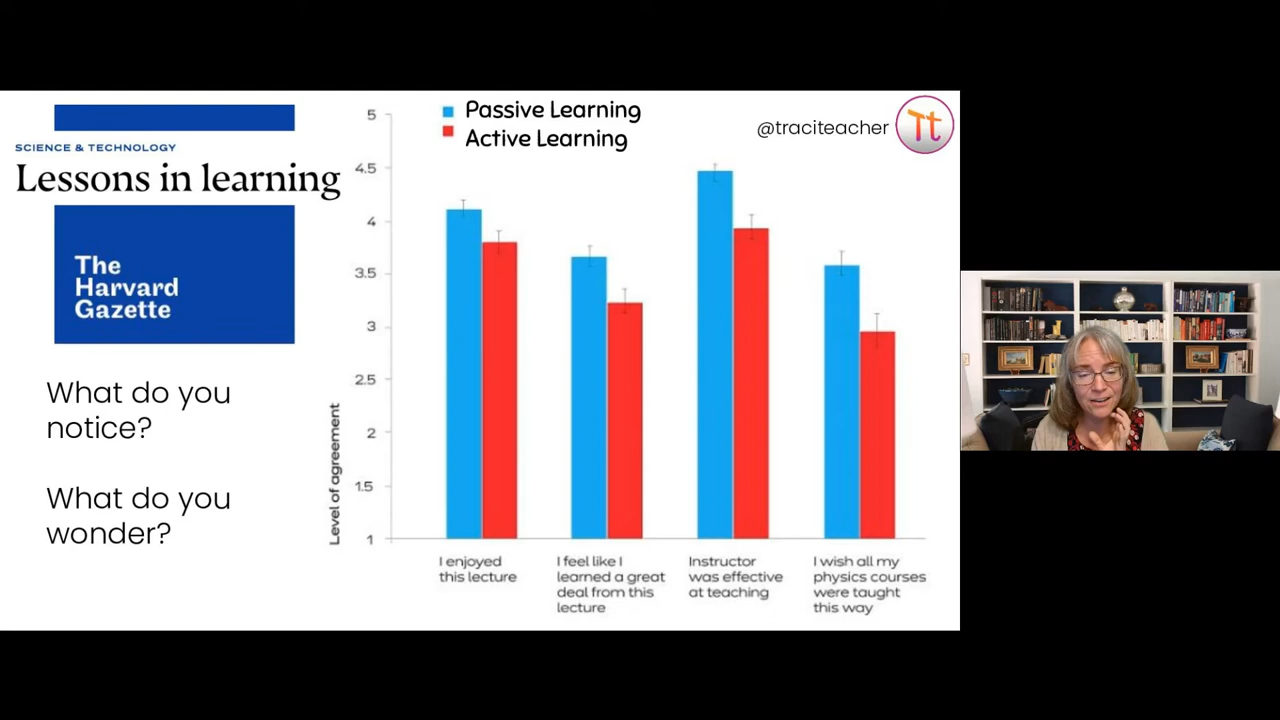 SCIENCE & TECHNOLOGY
Lessons in learning
The
Harvard
Gazette
What do you
notice?
What do you
wonder?
Passive Learning
Active Learning
@traciteacher
Tt
5
4.5
4
3.5
3
2.5
2
1.5
1
Level of agreement
I enjoyed
this lecture
I feel like I
learned a great
deal from this
lecture
Instructor
was effective
at teaching
I wish all my
physics courses
were taught
this way